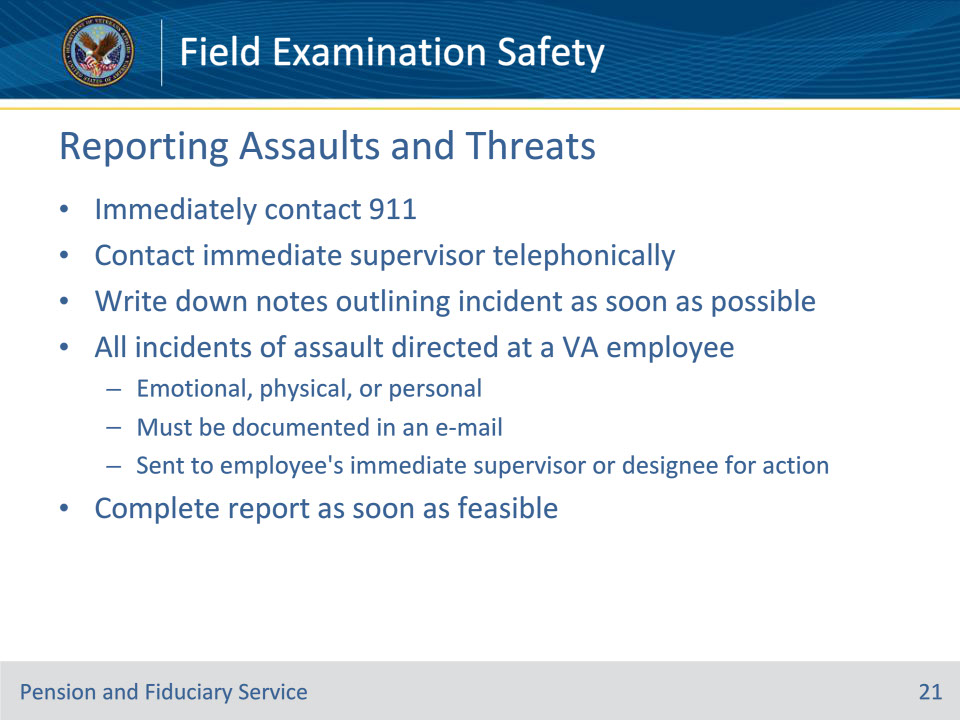 Field Examination Safety
Reporting Assaults and Threats
• Immediately contact 911
• Contact immediate supervisor telephonically
• Write down notes outlining incident as soon as possible
• All incidents of assault directed at a VA employee
– Emotional, physical, or personal
– Must be documented in an e-mail
– Sent to employee's immediate supervisor or designee for action
• Complete report as soon as feasible
Pension and Fiduciary Service
21